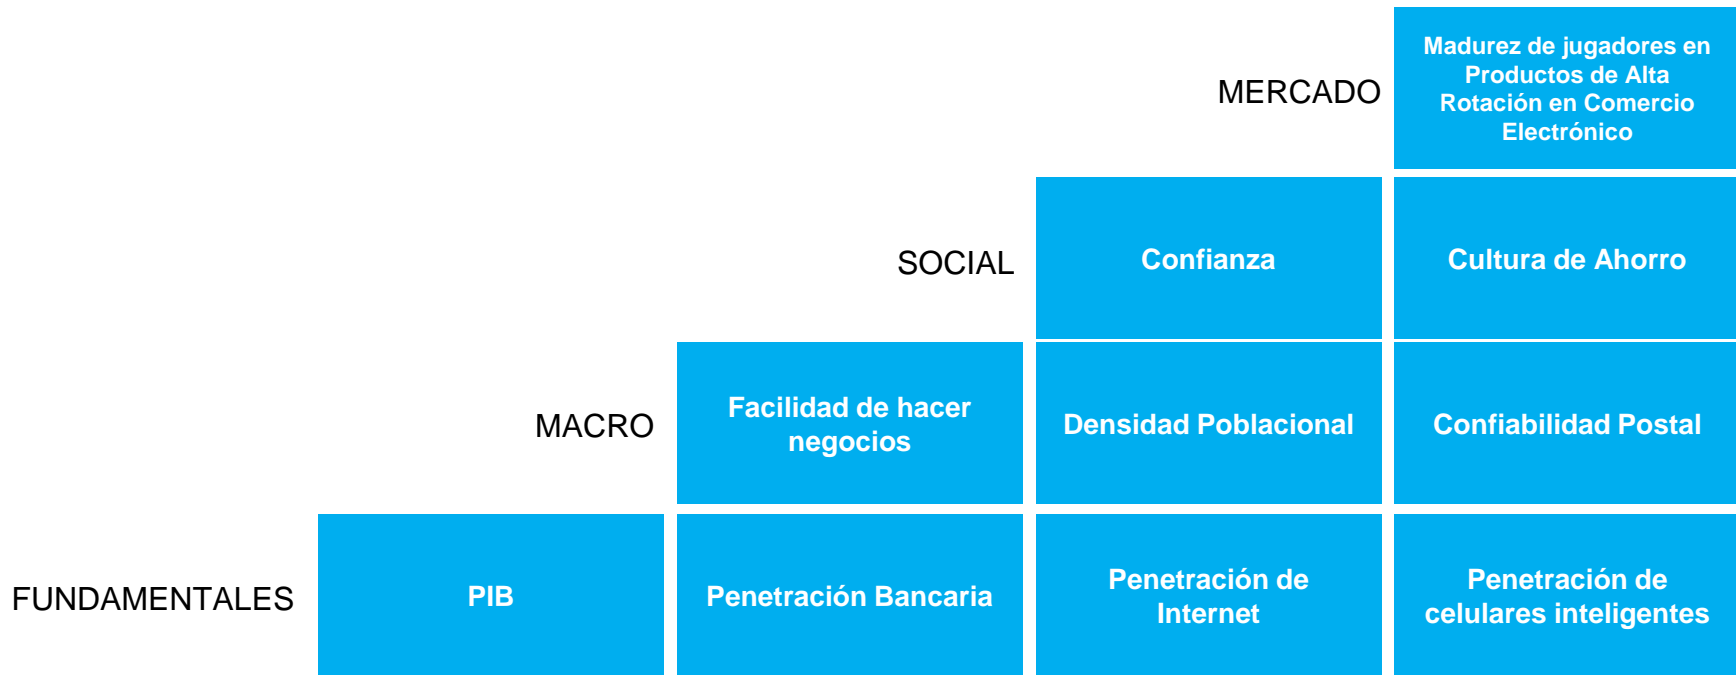 MERCADO
Madurez de jugadores en
Productos de Alta
Rotación en Comercio
Electrónico
SOCIAL
Confianza
Cultura de Ahorro
MACRO
Facilidad de hacer
negocios
Densidad Poblacional
Confiabilidad Postal
FUNDAMENTALES
PIB
Penetración Bancaria
Penetración de
Internet
Penetración de
celulares inteligentes